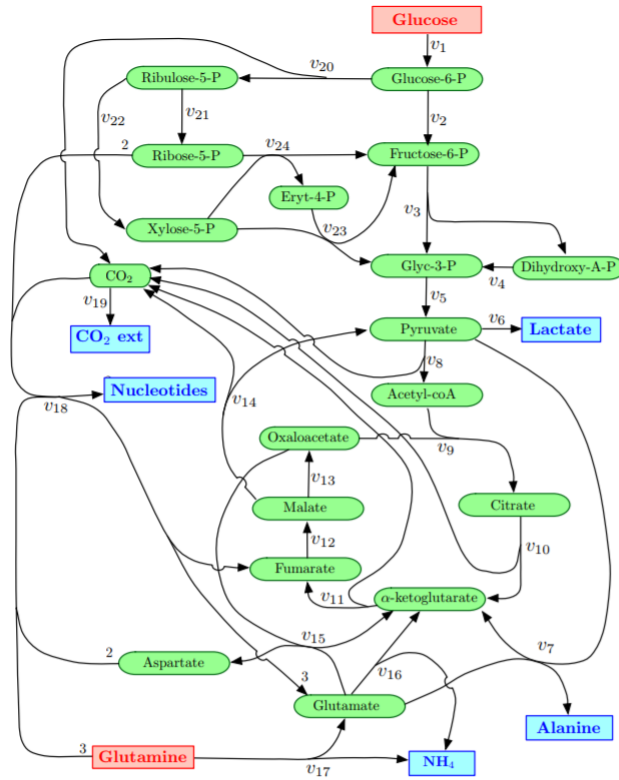 Glucose
v1
v20
Ribulose-5-P
Glucose-6-P
v22
v21
v2
2
v24
Ribose-5-P
Fructose-6-P
Eryt-4-P
v3
Xylose-5-P
v23
CO2
Glyc-3-P
v4
Dihydroxy-A-P
v19
v5
v6
CO2 ext
Pyruvate
Lactate
v8
Nucleotides
v14
Acetyl-coA
v18
Oxaloacetate
v9
v13
Malate
Citrate
v12
v10
Fumarate
v11
α-ketoglutarate
v15
v7
2
v16
Aspartate
3
Glutamate
Alanine
3
Glutamine
v17
NH4